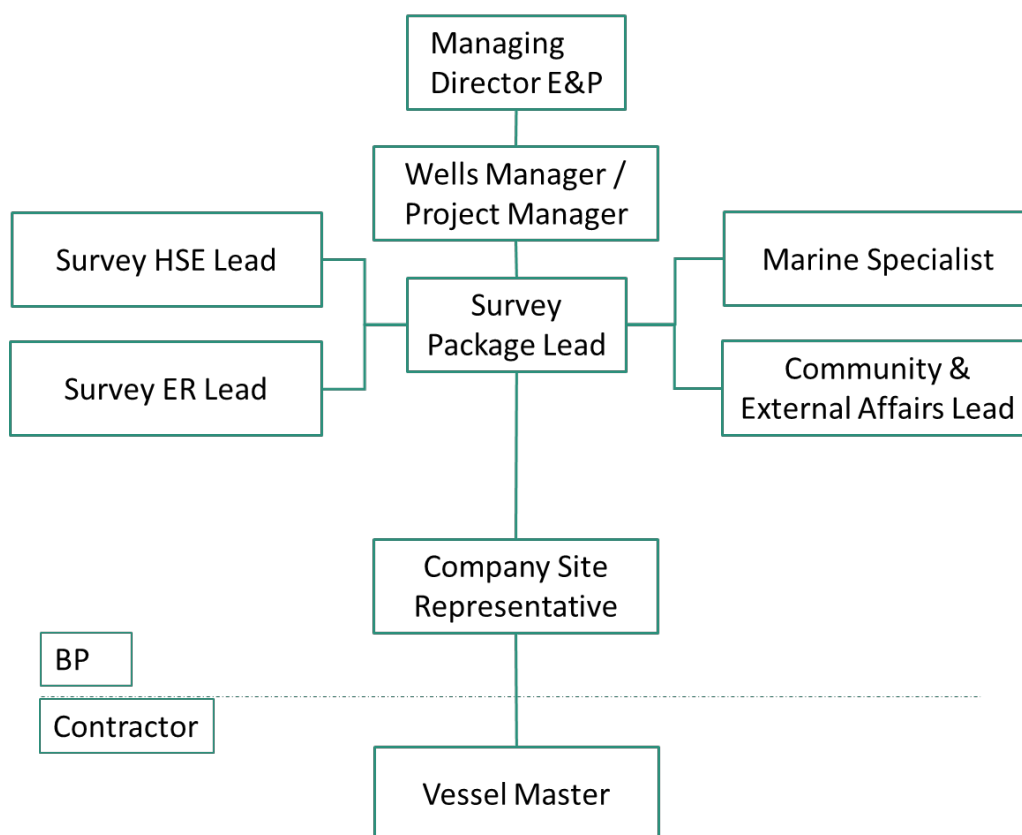 Managing
Director E&P
Wells Manager /
Project Manager
Survey HSE Lead
Marine Specialist
Survey
Package Lead
Survey ER Lead
Community &
External Affairs Lead
Company Site
Representative
BP
Contractor
Vessel Master